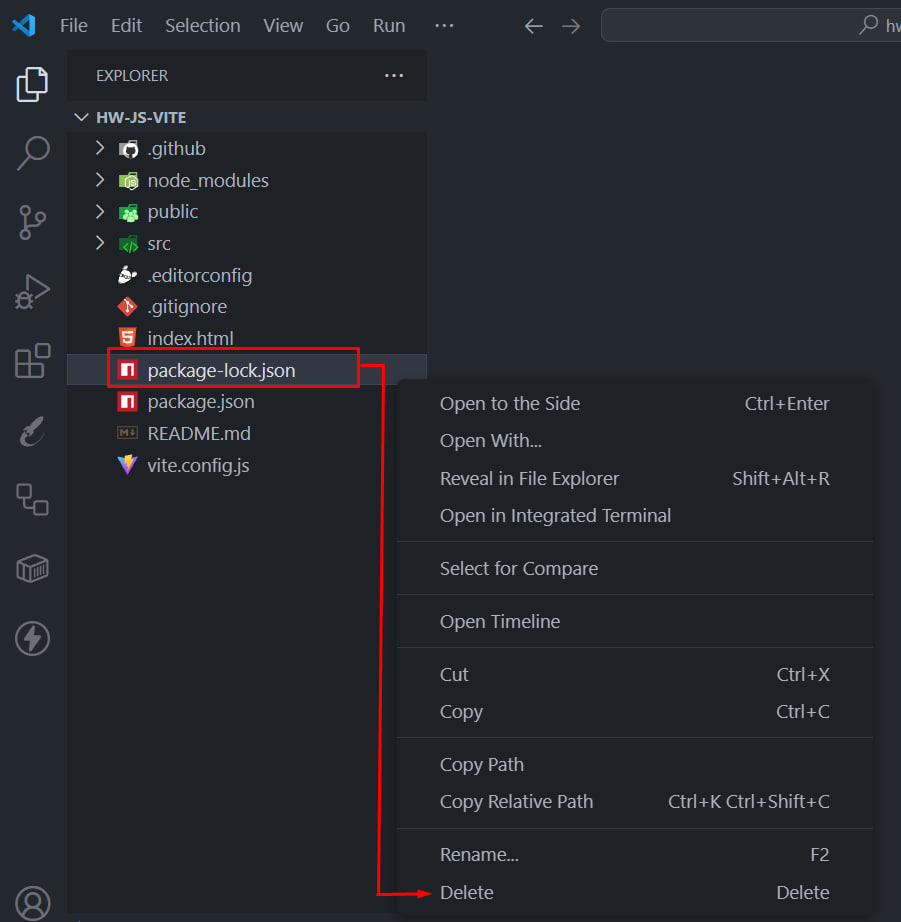 File Edit Selection View Go Run ... hw
EXPLORER ...
HW-JS-VITE
.github
node_modules
public
src
.editorconfig
.gitignore
index.html
package-lock.json
package.json
README.md
vite.config.js
Open to the Side Ctrl+Enter
Open With...
Reveal in File Explorer Shift+Alt+R
Open in Integrated Terminal
Select for Compare
Open Timeline
Cut Ctrl+X
Copy Ctrl+C
Copy Path
Copy Relative Path Ctrl+K Ctrl+Shift+C
Rename... F2
Delete Delete